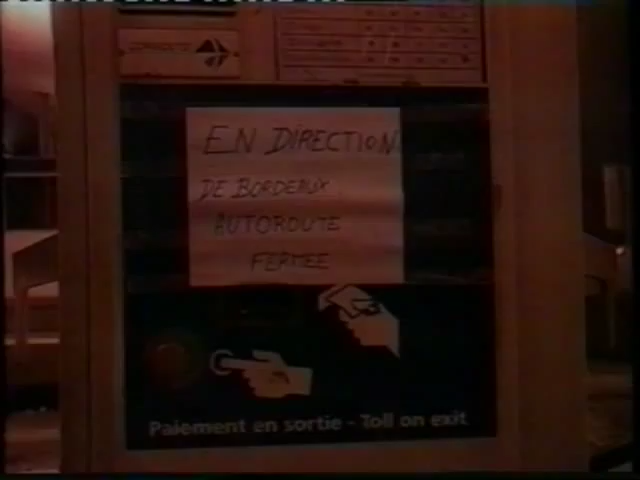 EN DIRECTION
DE BORDEAUX
AUTOROUTE
FERMEE
Paiement en sortie - Toll on exit